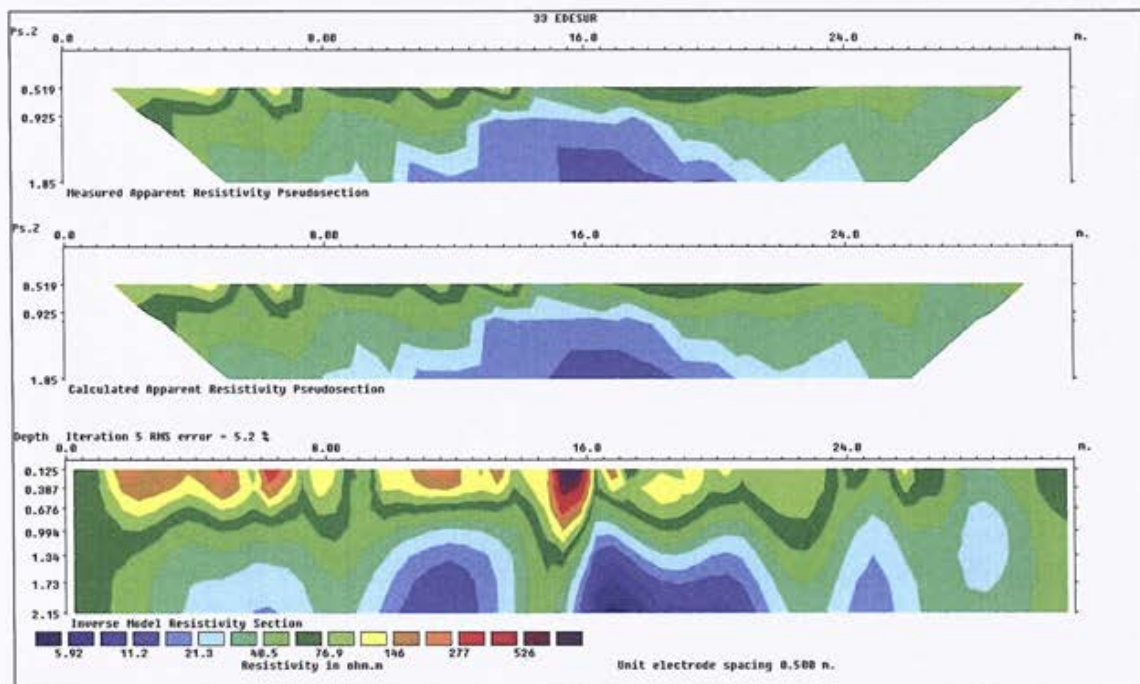 33 EDESUR
Ps.Z 0.0 8.00 16.0 24.0 m.
0.519
0.925
1.85
Measured Apparent Resistivity Pseudosection
Ps.Z 0.0 8.00 16.0 24.0 m.
0.519
0.925
1.85
Calculated Apparent Resistivity Pseudosection
Depth Iteration 5 RMS error = 5.2 %
0.0 8.00 16.0 24.0 m.
0.125
0.387
0.676
0.994
1.34
1.73
2.15
Inverse Model Resistivity Section
5.92 11.2 21.3 40.5 76.9 146 277 526
Resistivity in ohm.m Unit electrode spacing 0.500 m.